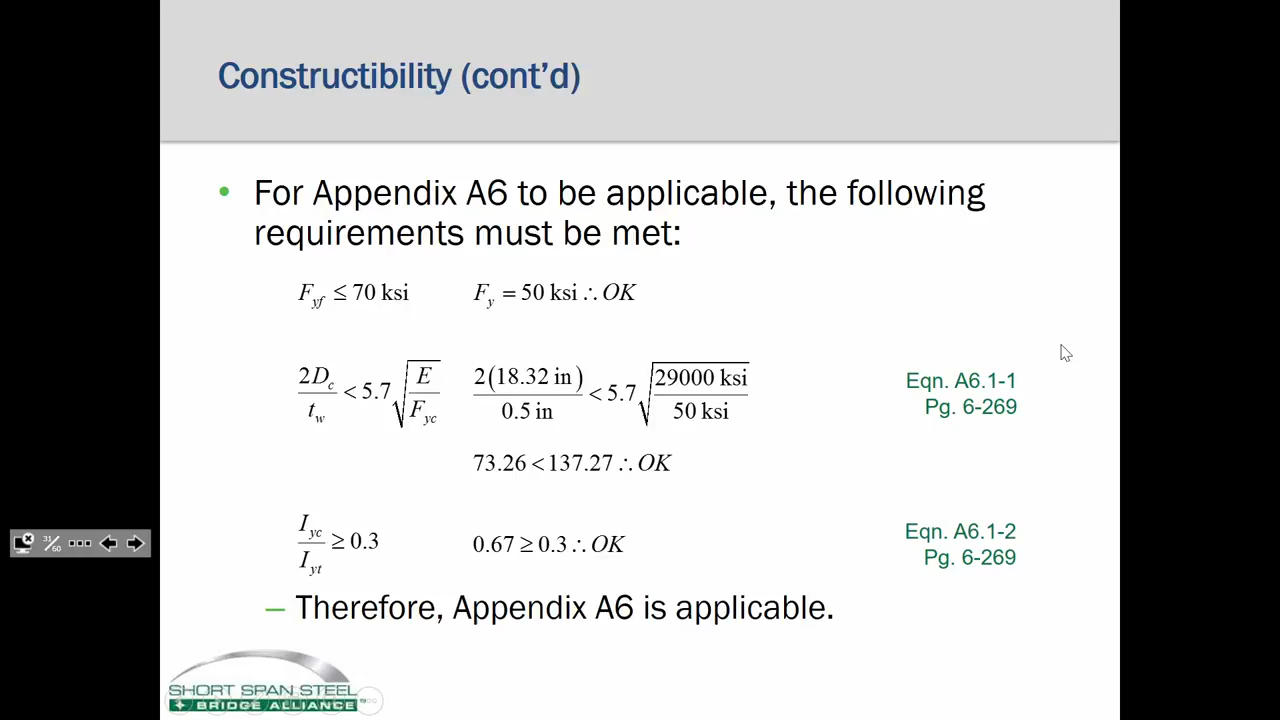 Constructibility (cont'd)
• For Appendix A6 to be applicable, the following
requirements must be met:
F_yf ≤ 70 ksi F_y = 50 ksi ∴ OK
2D_c / t_w < 5.7 √(E / F_yc) 2(18.32 in) / 0.5 in < 5.7 √(29000 ksi / 50 ksi) Eqn. A6.1-1
Pg. 6-269
73.26 < 137.27 ∴ OK
I_yc / I_yt ≥ 0.3 0.67 ≥ 0.3 ∴ OK Eqn. A6.1-2
Pg. 6-269
– Therefore, Appendix A6 is applicable.
31/60
SHORT SPAN STEEL
BRIDGE ALLIANCE